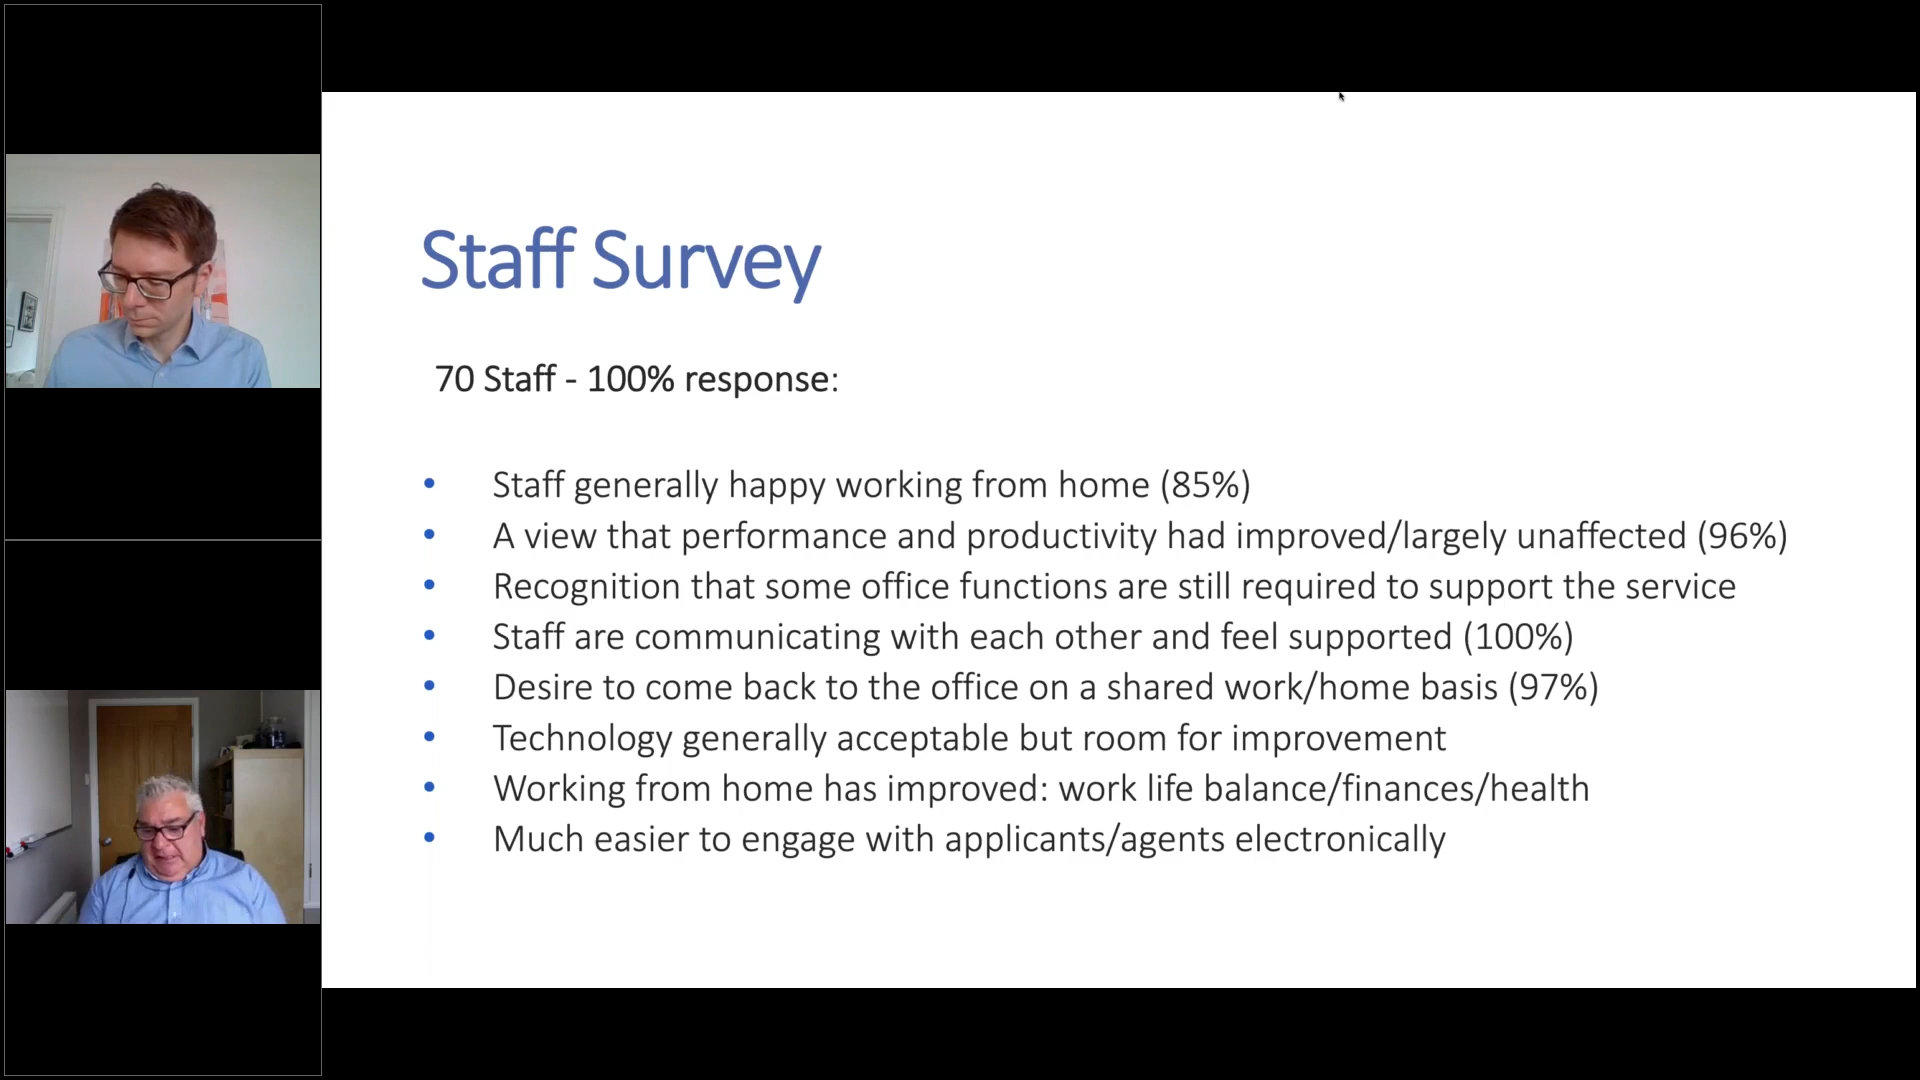 Staff Survey
70 Staff - 100% response:
• Staff generally happy working from home (85%)
• A view that performance and productivity had improved/largely unaffected (96%)
• Recognition that some office functions are still required to support the service
• Staff are communicating with each other and feel supported (100%)
• Desire to come back to the office on a shared work/home basis (97%)
• Technology generally acceptable but room for improvement
• Working from home has improved: work life balance/finances/health
• Much easier to engage with applicants/agents electronically